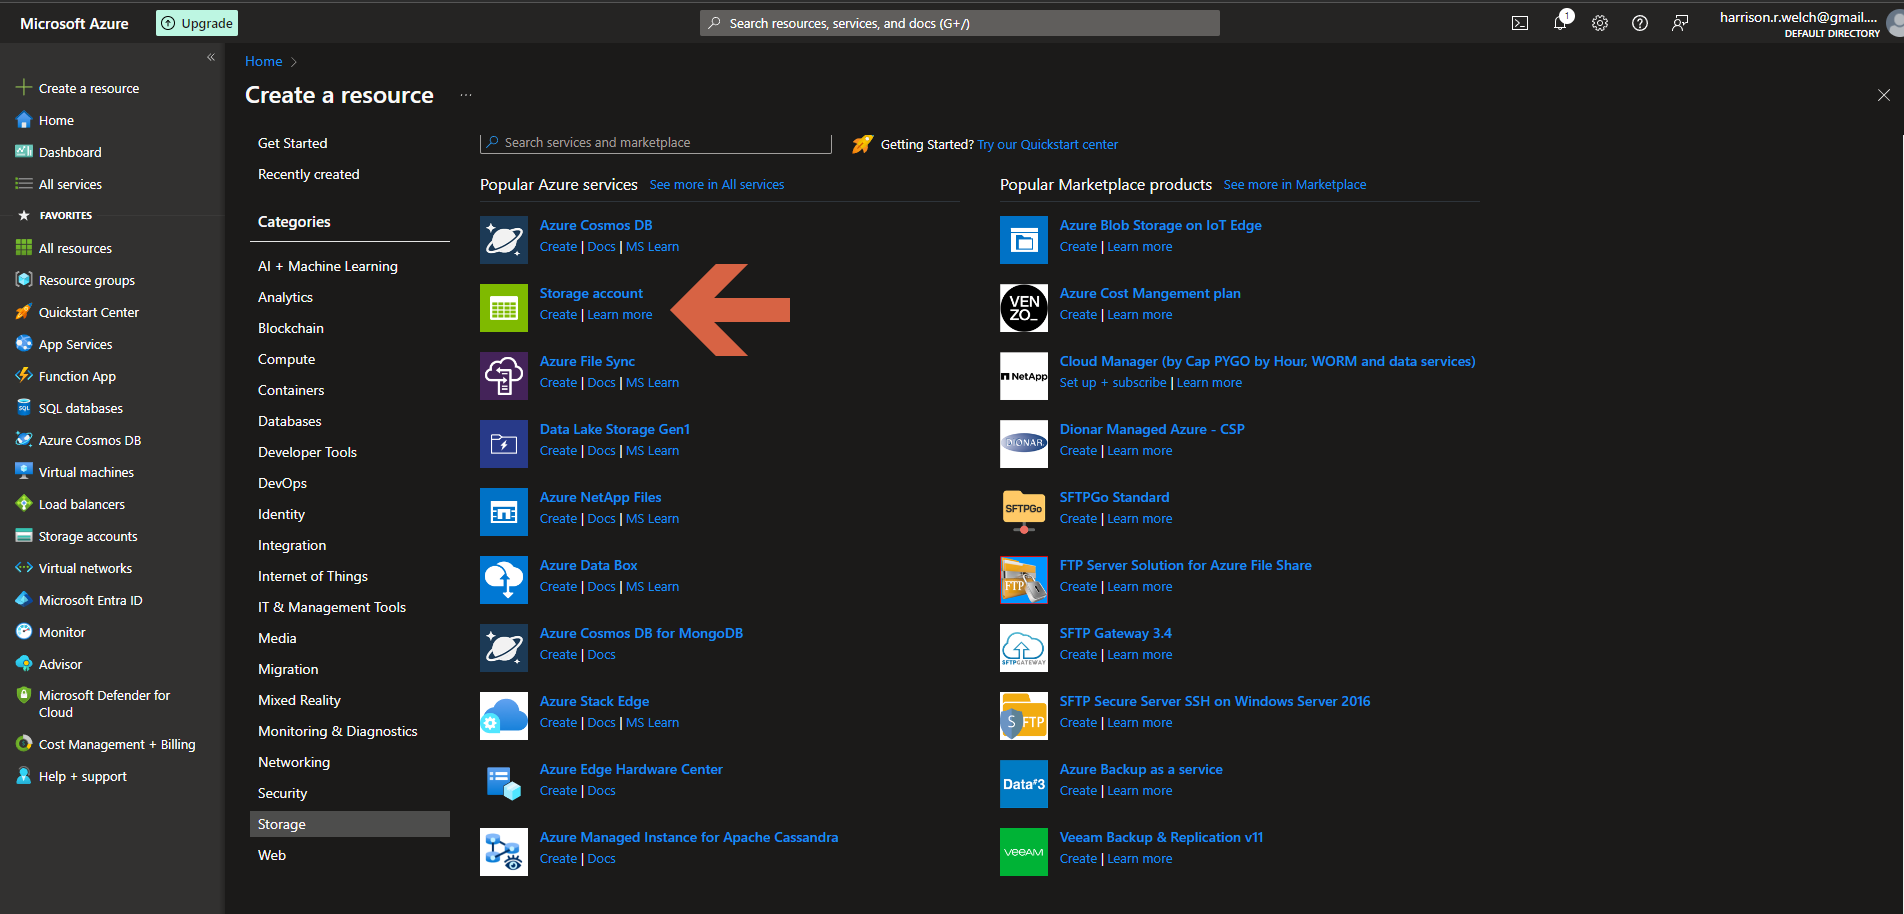 Microsoft Azure
Upgrade
Search resources, services, and docs (G+/)
1
harrison.r.welch@gmail....
DEFAULT DIRECTORY
«
Create a resource
Home
Dashboard
All services
FAVORITES
All resources
Resource groups
Quickstart Center
App Services
Function App
SQL databases
Azure Cosmos DB
Virtual machines
Load balancers
Storage accounts
Virtual networks
Microsoft Entra ID
Monitor
Advisor
Microsoft Defender for
Cloud
Cost Management + Billing
Help + support
Home >
Create a resource ...
Get Started
Recently created
Categories
AI + Machine Learning
Analytics
Blockchain
Compute
Containers
Databases
Developer Tools
DevOps
Identity
Integration
Internet of Things
IT & Management Tools
Media
Migration
Mixed Reality
Monitoring & Diagnostics
Networking
Security
Storage
Web
Search services and marketplace
Getting Started? Try our Quickstart center
Popular Azure services See more in All services
Azure Cosmos DB
Create | Docs | MS Learn
Storage account
Create | Learn more
Azure File Sync
Create | Docs | MS Learn
Data Lake Storage Gen1
Create | Docs | MS Learn
Azure NetApp Files
Create | Docs | MS Learn
Azure Data Box
Create | Docs | MS Learn
Azure Cosmos DB for MongoDB
Create | Docs
Azure Stack Edge
Create | Docs | MS Learn
Azure Edge Hardware Center
Create | Docs
Azure Managed Instance for Apache Cassandra
Create | Docs
Popular Marketplace products See more in Marketplace
Azure Blob Storage on IoT Edge
Create | Learn more
VEN
ZO_
Azure Cost Mangement plan
Create | Learn more
NetApp
Cloud Manager (by Cap PYGO by Hour, WORM and data services)
Set up + subscribe | Learn more
DIONAR
Dionar Managed Azure - CSP
Create | Learn more
SFTPGo
SFTPGo Standard
Create | Learn more
FTP
FTP Server Solution for Azure File Share
Create | Learn more
SFTPGATEWAY
SFTP Gateway 3.4
Create | Learn more
S FTP
SFTP Secure Server SSH on Windows Server 2016
Create | Learn more
Data#3
Azure Backup as a service
Create | Learn more
veeAM
Veeam Backup & Replication v11
Create | Learn more